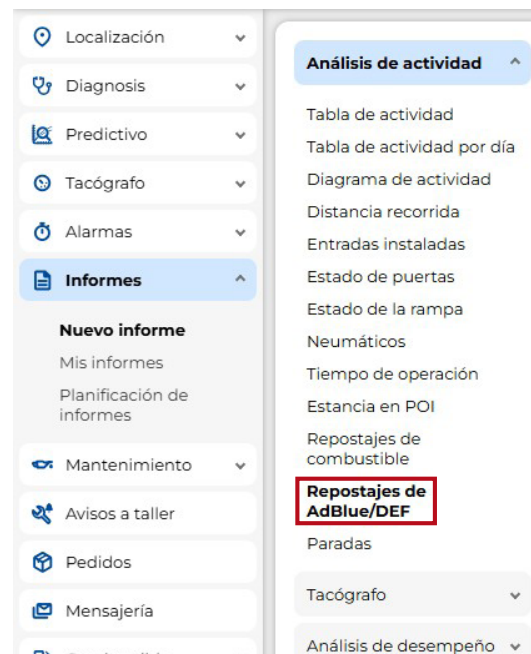 Localización
Diagnosis
Predictivo
Tacógrafo
Alarmas
Informes
Nuevo informe
Mis informes
Planificación de
informes
Mantenimiento
Avisos a taller
Pedidos
Mensajería
Análisis de actividad
Tabla de actividad
Tabla de actividad por día
Diagrama de actividad
Distancia recorrida
Entradas instaladas
Estado de puertas
Estado de la rampa
Neumáticos
Tiempo de operación
Estancia en POI
Repostajes de
combustible
Repostajes de
AdBlue/DEF
Paradas
Tacógrafo
Análisis de desempeño